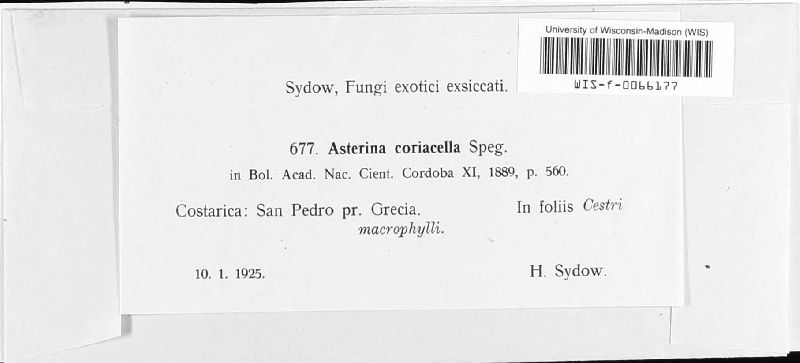 University of Wisconsin-Madison (WIS)
WIS-f-0066177
Sydow, Fungi exotici exsiccati.
677. Asterina coriacella Speg.
in Bol. Acad. Nac. Cient. Cordoba XI, 1889, p. 560.
Costarica: San Pedro pr. Grecia. In foliis Cestri
macrophylli.
10. 1. 1925. H. Sydow.